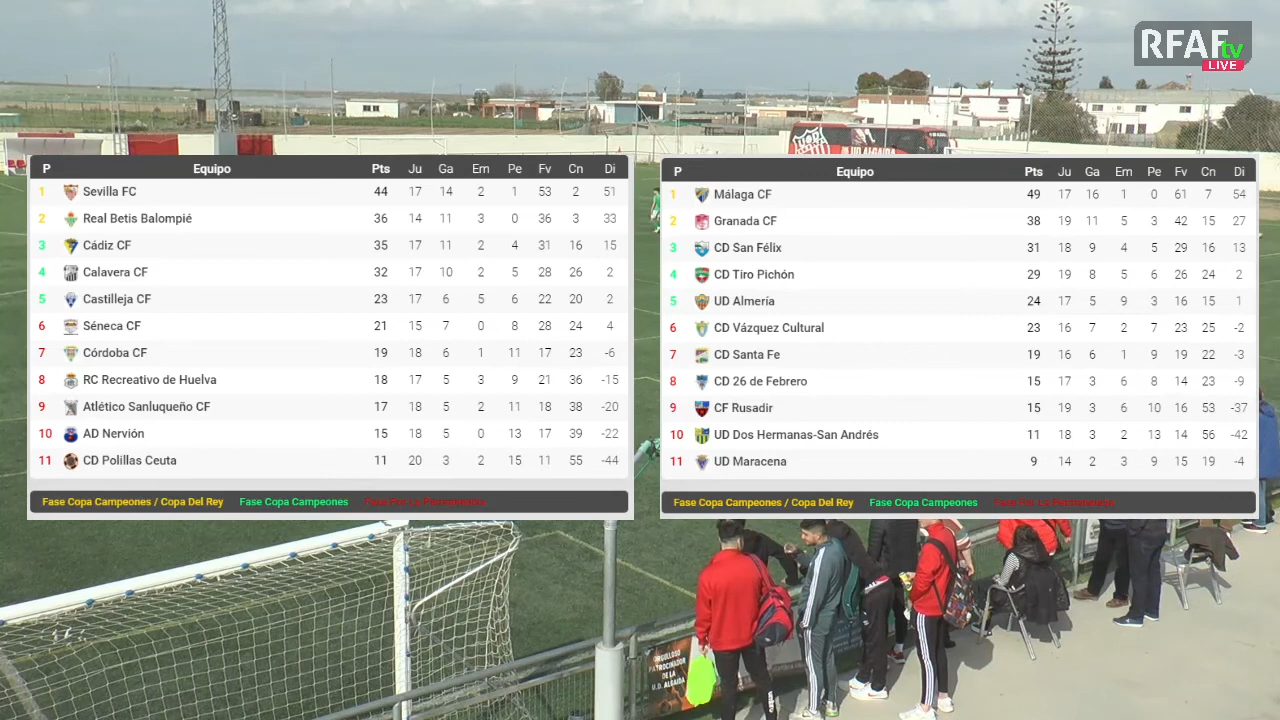 RFAF tv
LIVE
UD ALGAIDA
P Equipo Pts Ju Ga Em Pe Fv Cn Di
1 Sevilla FC 44 17 14 2 1 53 2 51
2 Real Betis Balompié 36 14 11 3 0 36 3 33
3 Cádiz CF 35 17 11 2 4 31 16 15
4 Calavera CF 32 17 10 2 5 28 26 2
5 Castilleja CF 23 17 6 5 6 22 20 2
6 Séneca CF 21 15 7 0 8 28 24 4
7 Córdoba CF 19 18 6 1 11 17 23 -6
8 RC Recreativo de Huelva 18 17 5 3 9 21 36 -15
9 Atlético Sanluqueño CF 17 18 5 2 11 18 38 -20
10 AD Nervión 15 18 5 0 13 17 39 -22
11 CD Polillas Ceuta 11 20 3 2 15 11 55 -44
Fase Copa Campeones / Copa Del Rey Fase Copa Campeones Fase Por La Permanencia
P Equipo Pts Ju Ga Em Pe Fv Cn Di
1 Málaga CF 49 17 16 1 0 61 7 54
2 Granada CF 38 19 11 5 3 42 15 27
3 CD San Félix 31 18 9 4 5 29 16 13
4 CD Tiro Pichón 29 19 8 5 6 26 24 2
5 UD Almería 24 17 5 9 3 16 15 1
6 CD Vázquez Cultural 23 16 7 2 7 23 25 -2
7 CD Santa Fe 19 16 6 1 9 19 22 -3
8 CD 26 de Febrero 15 17 3 6 8 14 23 -9
9 CF Rusadir 15 19 3 6 10 16 53 -37
10 UD Dos Hermanas-San Andrés 11 18 3 2 13 14 56 -42
11 UD Maracena 9 14 2 3 9 15 19 -4
Fase Copa Campeones / Copa Del Rey Fase Copa Campeones Fase Por La Permanencia
ORGULLOSO
PATROCINADOR
DE LA
U.D. ALGAIDA